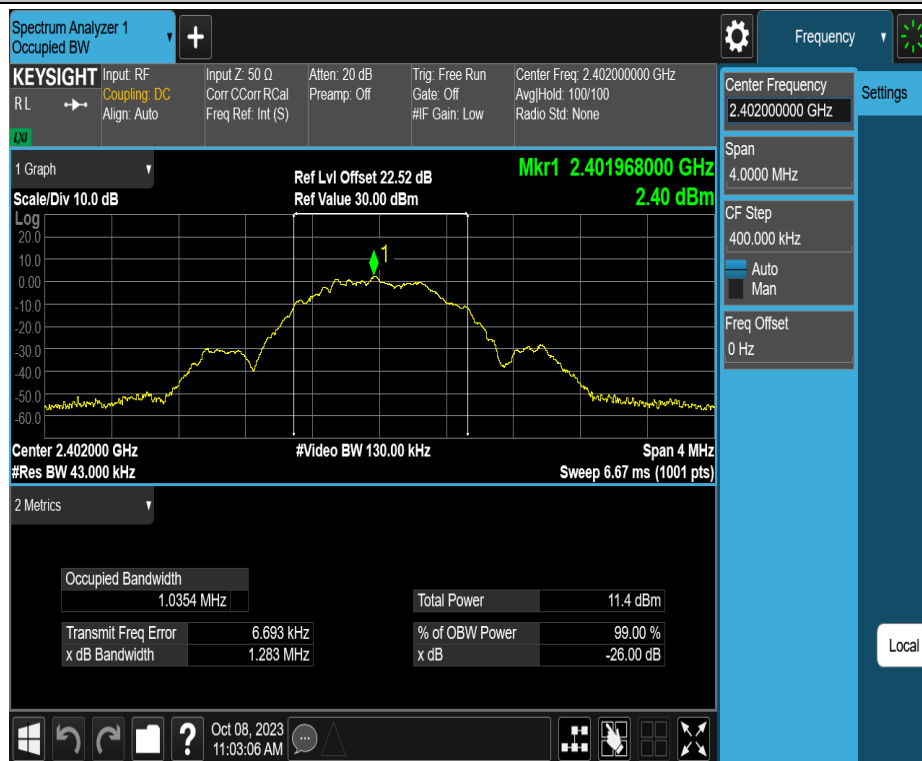 Spectrum Analyzer 1
Occupied BW
+
Frequency
KEYSIGHT
RL
LXI
Input: RF
Coupling: DC
Align: Auto
Input Z: 50 Ω
Corr CCorr RCal
Freq Ref: Int (S)
Atten: 20 dB
Preamp: Off
Trig: Free Run
Gate: Off
#IF Gain: Low
Center Freq: 2.402000000 GHz
Avg|Hold: 100/100
Radio Std: None
Center Frequency
2.402000000 GHz
Settings
Span
4.0000 MHz
CF Step
400.000 kHz
Auto
Man
Freq Offset
0 Hz
Local
1 Graph
Scale/Div 10.0 dB
Ref Lvl Offset 22.52 dB
Ref Value 30.00 dBm
Mkr1 2.401968000 GHz
2.40 dBm
Log
20.0
10.0
0.00
-10.0
-20.0
-30.0
-40.0
-50.0
-60.0
1
Center 2.402000 GHz
#Video BW 130.00 kHz
Span 4 MHz
#Res BW 43.000 kHz
Sweep 6.67 ms (1001 pts)
2 Metrics
Occupied Bandwidth
1.0354 MHz
Total Power 11.4 dBm
Transmit Freq Error 6.693 kHz
% of OBW Power 99.00 %
x dB Bandwidth 1.283 MHz
x dB -26.00 dB
?
Oct 08, 2023
11:03:06 AM